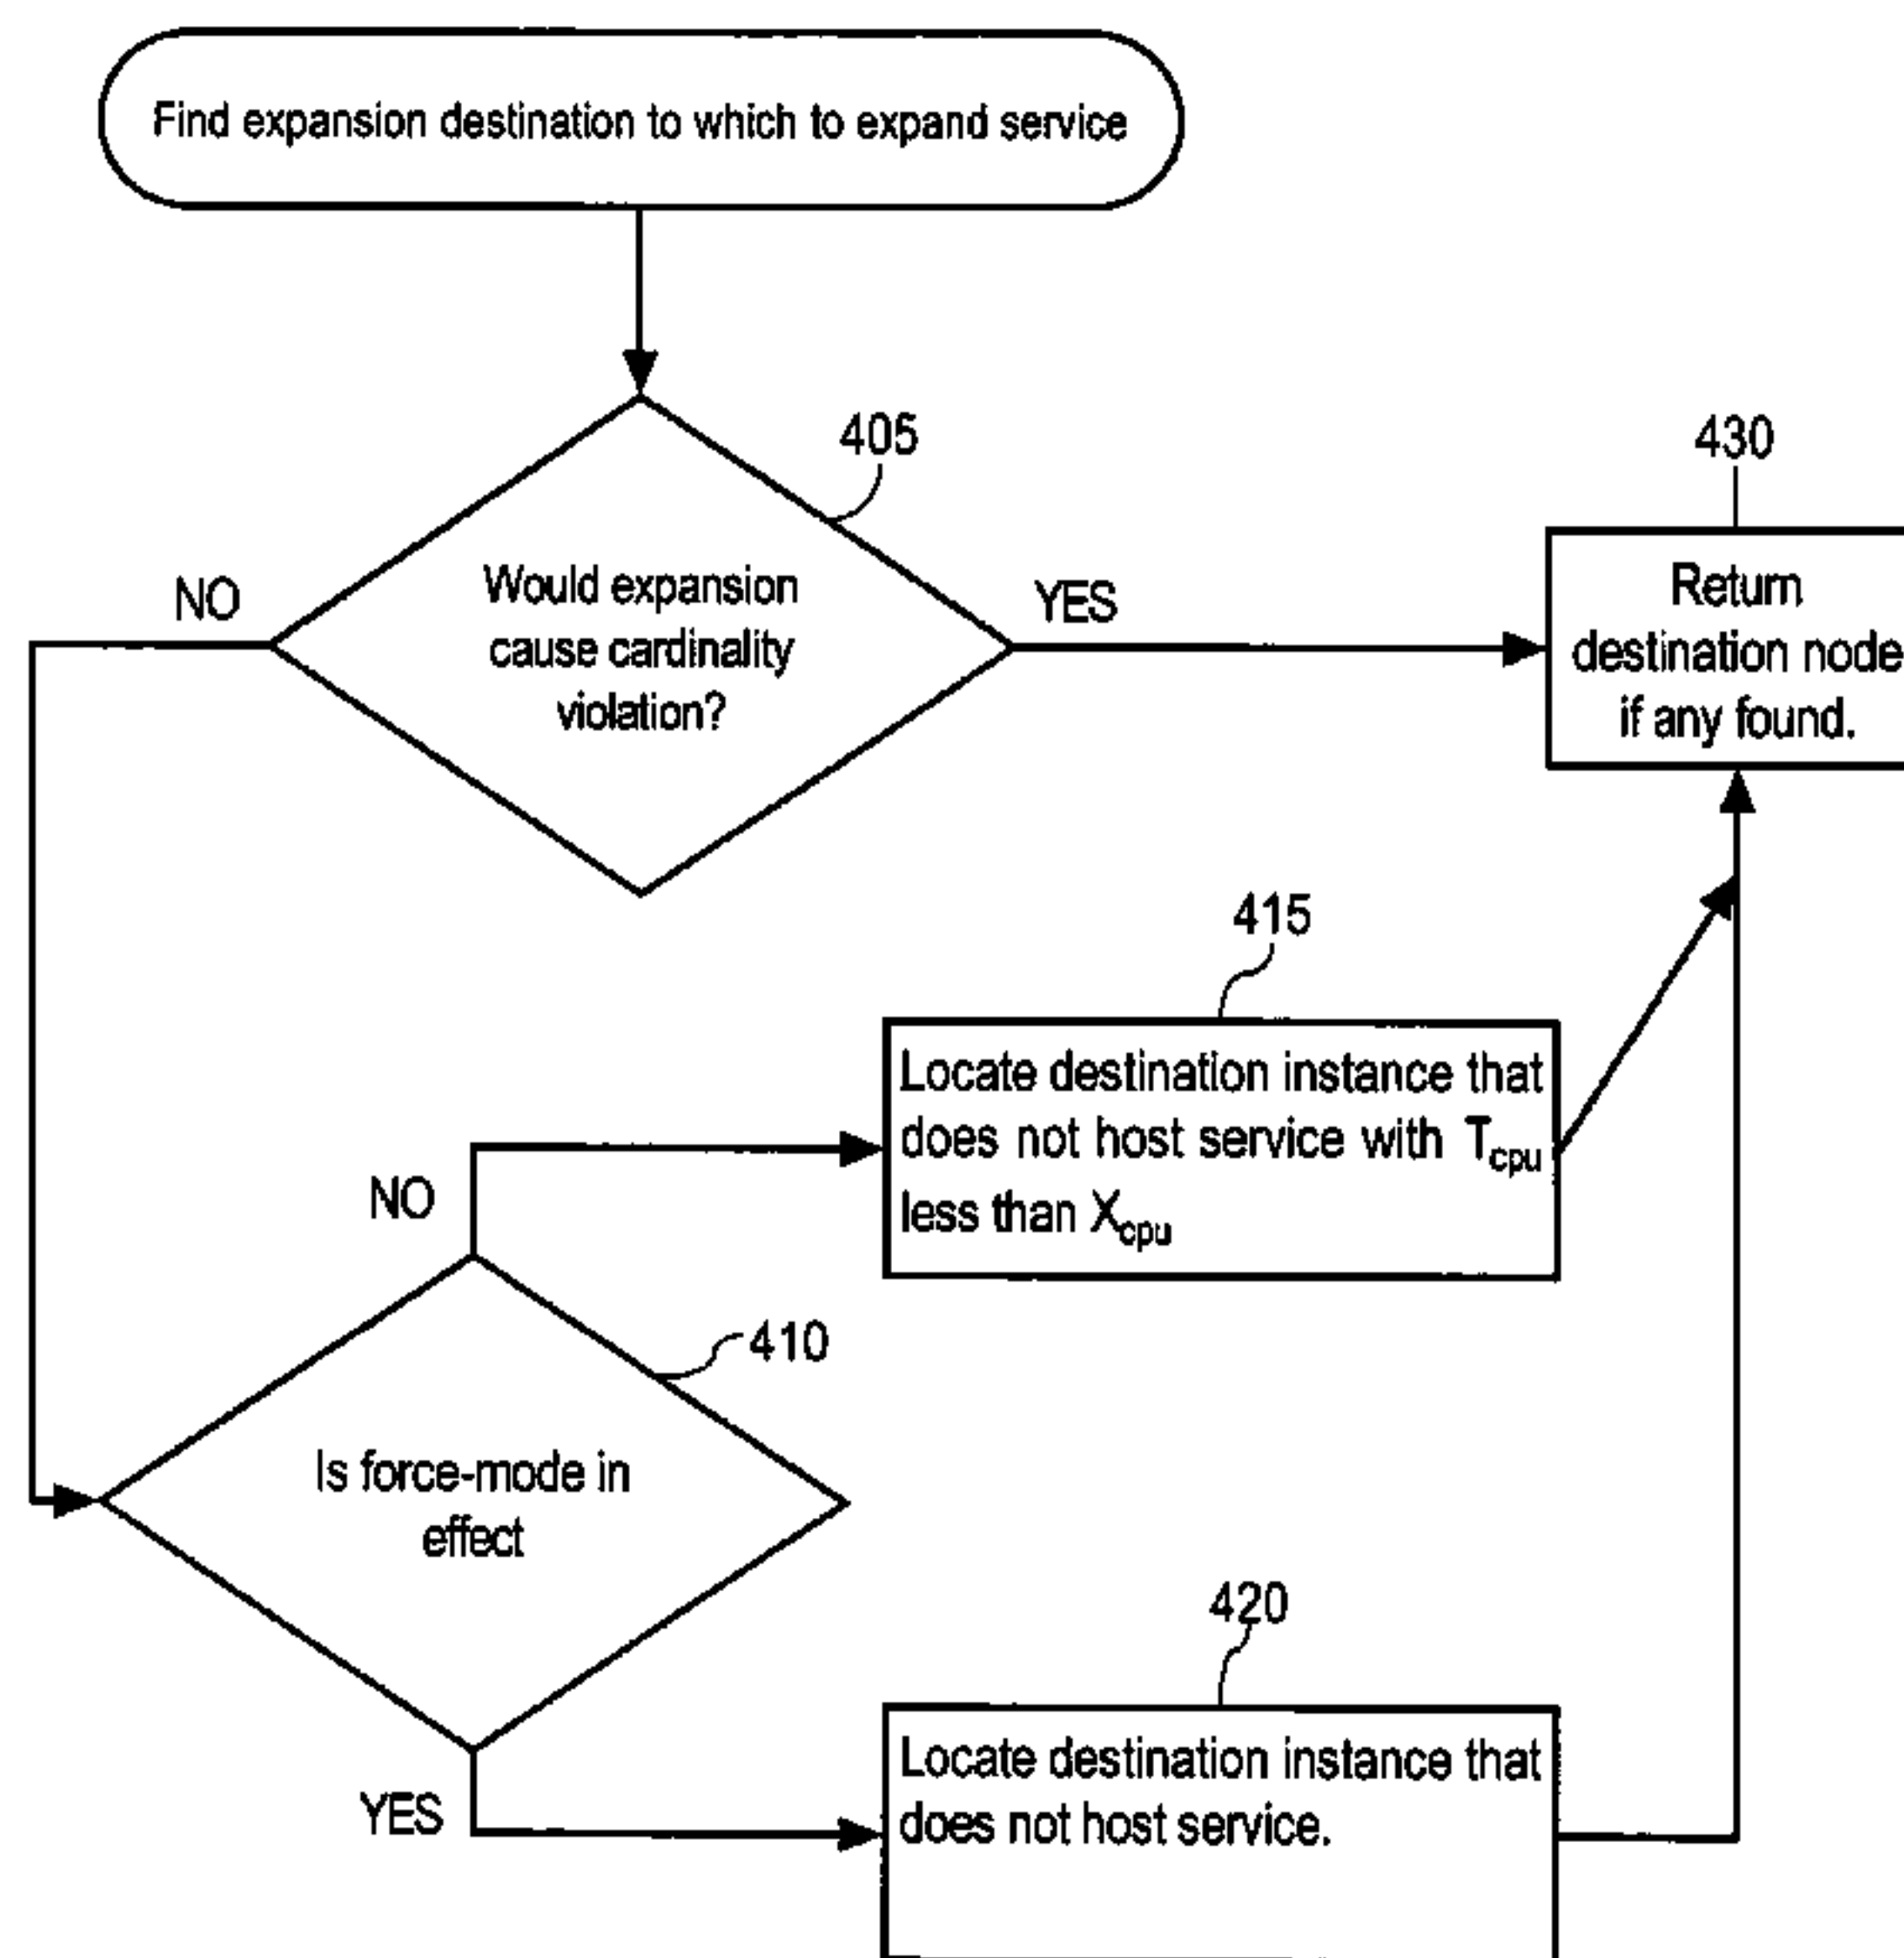 Find expansion destination to which to expand service
405
430
NO
Would expansion
cause cardinality
violation?
YES
Return
destination node
if any found.
415
Locate destination instance that
does not host service with Tcpu
less than Xcpu
NO
410
Is force-mode in
effect
420
YES
Locate destination instance that
does not host service.